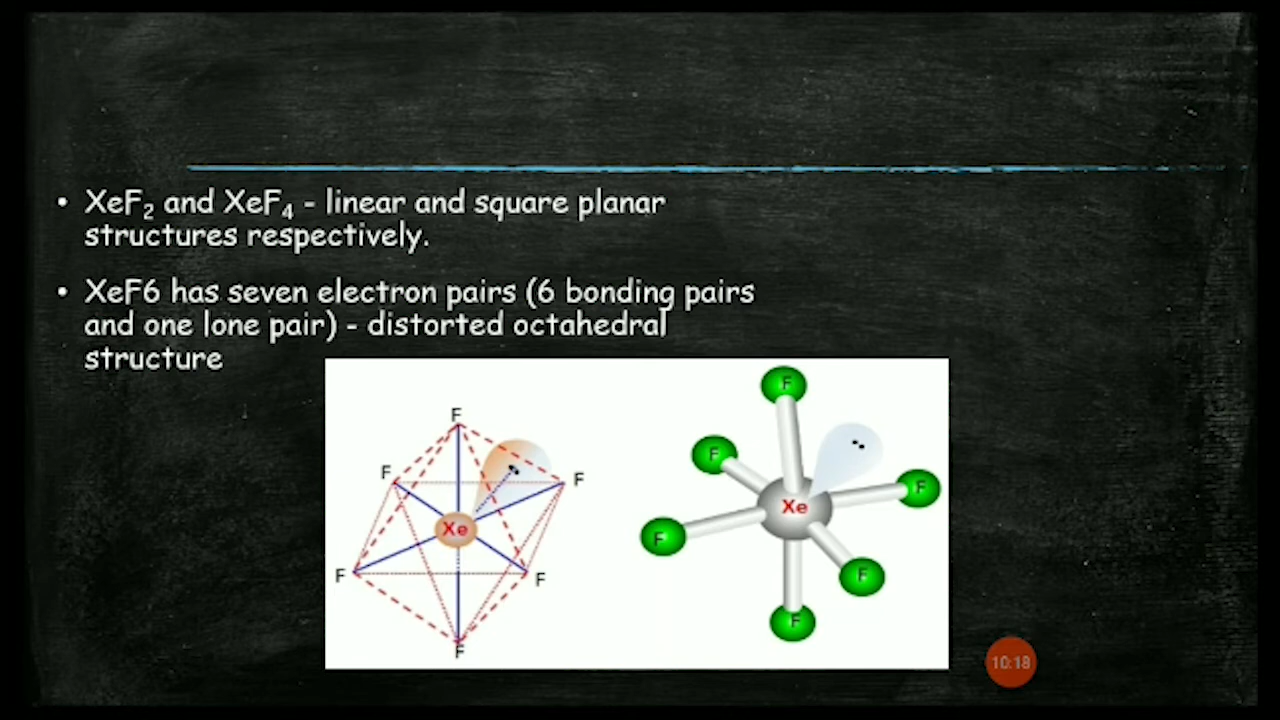 • XeF₂ and XeF₄ - linear and square planar
structures respectively.
• XeF6 has seven electron pairs (6 bonding pairs
and one lone pair) - distorted octahedral
structure
F
F
F
Xe
F
F
F
F
F
F
Xe
F
F
F
10:18